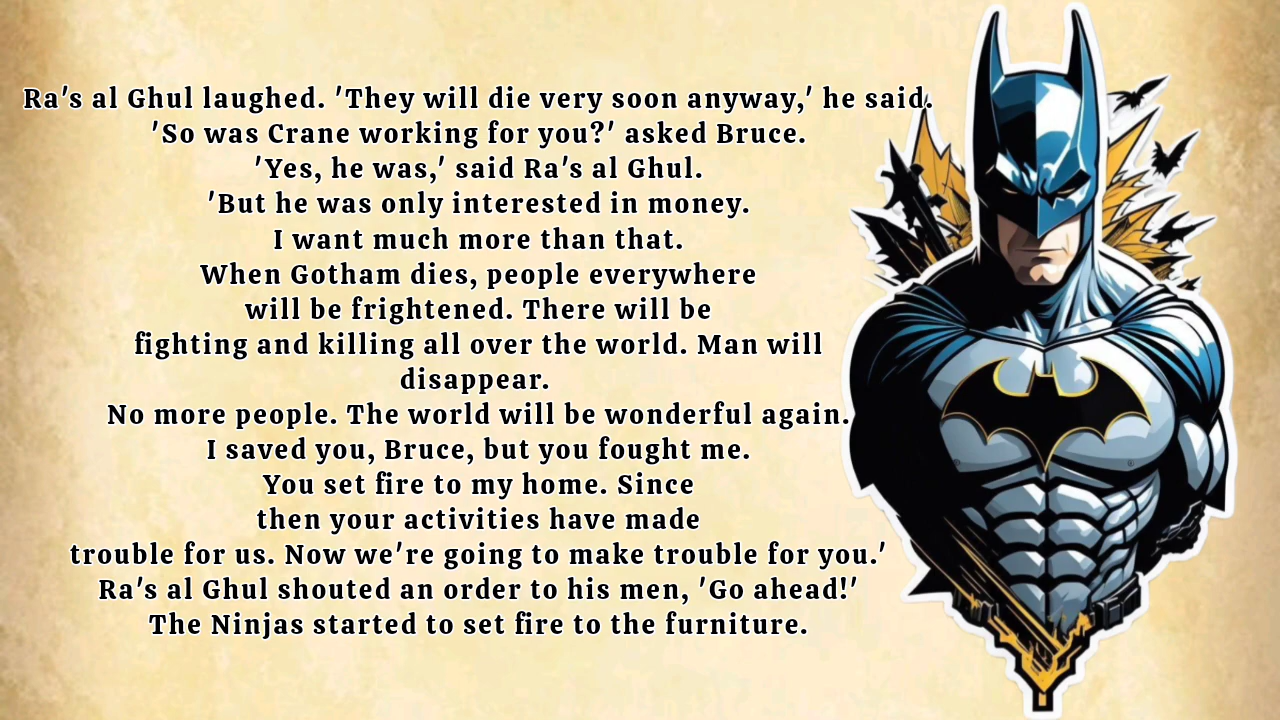 Ra's al Ghul laughed. 'They will die very soon anyway,' he said.
'So was Crane working for you?' asked Bruce.
'Yes, he was,' said Ra's al Ghul.
'But he was only interested in money.
I want much more than that.
When Gotham dies, people everywhere
will be frightened. There will be
fighting and killing all over the world. Man will
disappear.
No more people. The world will be wonderful again.
I saved you, Bruce, but you fought me.
You set fire to my home. Since
then your activities have made
trouble for us. Now we're going to make trouble for you.'
Ra's al Ghul shouted an order to his men, 'Go ahead!'
The Ninjas started to set fire to the furniture.